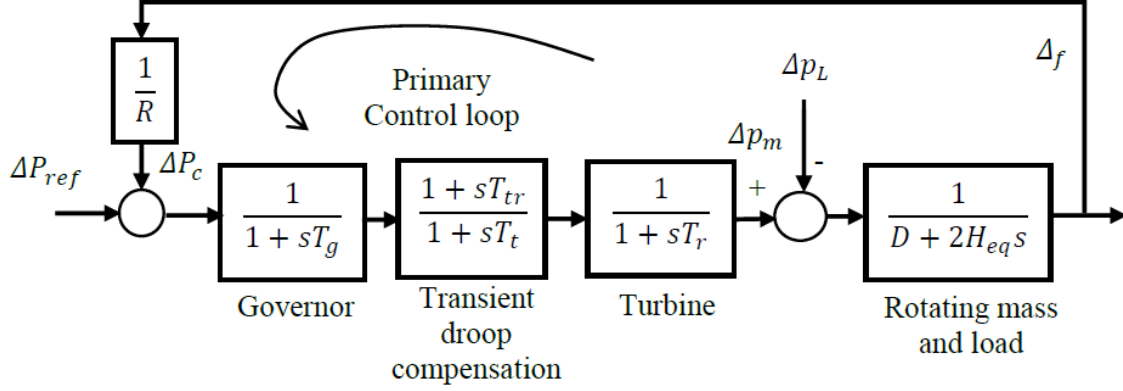 1
R
Primary
Control loop
Δf
Δp_L
Δp_m
ΔP_ref
ΔP_c
+
-
1
1 + sT_g
1 + sT_tr
1 + sT_t
1
1 + sT_r
1
D + 2H_eq s
Governor
Transient
droop
compensation
Turbine
Rotating mass
and load